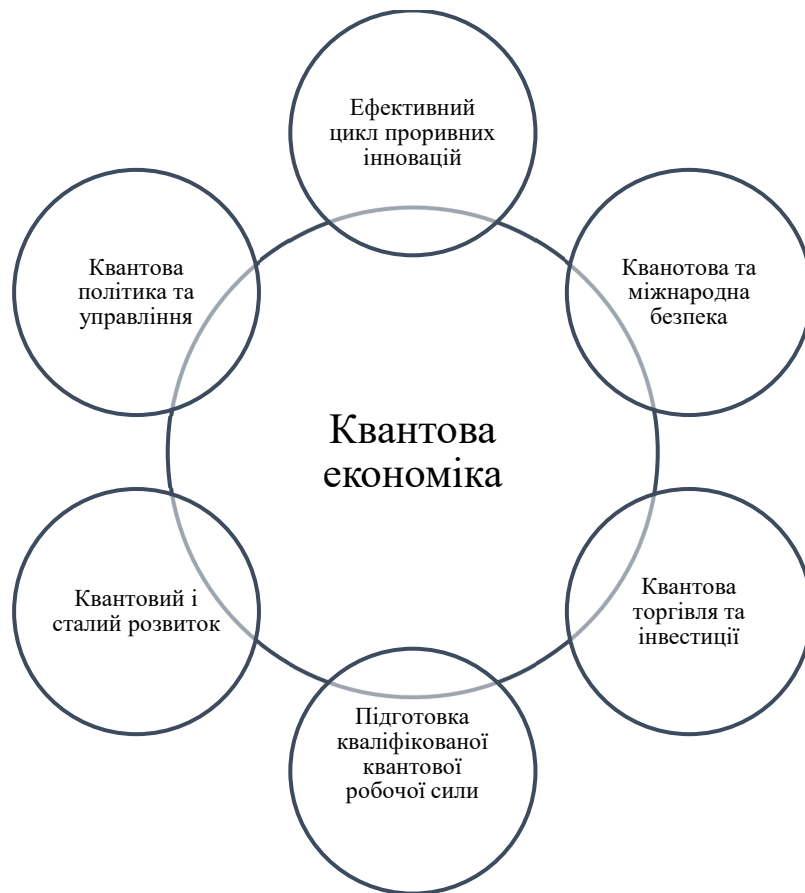 Ефективний
цикл проривних
інновацій
Квантова
політика та
управління
Кванотова та
міжнародна
безпека
Квантова
економіка
Квантовий і
сталий розвиток
Квантова
торгівля та
інвестиції
Підготовка
кваліфікованої
квантової
робочої сили